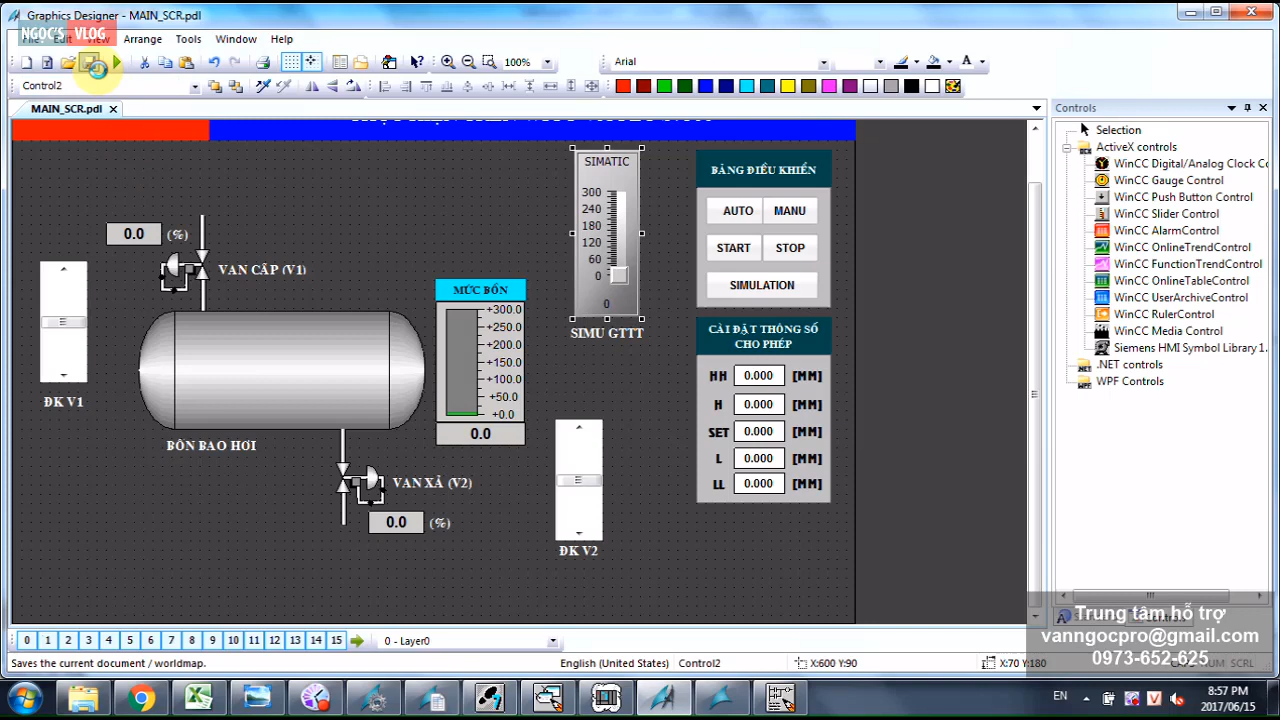 Graphics Designer - MAIN_SCR.pdl
NGOC'S VLOG
Arrange Tools Window Help
100% Arial
Control2
MAIN_SCR.pdl
Controls
Selection
ActiveX controls
WinCC Digital/Analog Clock Co
WinCC Gauge Control
WinCC Push Button Control
WinCC Slider Control
WinCC AlarmControl
WinCC OnlineTrendControl
WinCC FunctionTrendControl
WinCC OnlineTableControl
WinCC UserArchiveControl
WinCC RulerControl
WinCC Media Control
Siemens HMI Symbol Library 1.
.NET controls
WPF Controls
SIMATIC
300
240
180
120
60
0
0
SIMU GTTT
BẢNG ĐIỀU KHIỂN
AUTO MANU
START STOP
SIMULATION
CÀI ĐẶT THÔNG SỐ
CHO PHÉP
HH 0.000 [MM]
H 0.000 [MM]
SET 0.000 [MM]
L 0.000 [MM]
LL 0.000 [MM]
0.0 (%)
VAN CẤP (V1)
ĐK V1
MỨC BỒN
+300.0
+250.0
+200.0
+150.0
+100.0
+50.0
+0.0
0.0
BỒN BAO HƠI
VAN XẢ (V2)
0.0 (%)
ĐK V2
Trung tâm hỗ trợ
vanngocpro@gmail.com
0973-652-625
0 1 2 3 4 5 6 7 8 9 10 11 12 13 14 15 0 - Layer0
Saves the current document / worldmap. English (United States) Control2 X:600 Y:90 X:70 Y:180 NUM SCRL
EN 8:57 PM
2017/06/15